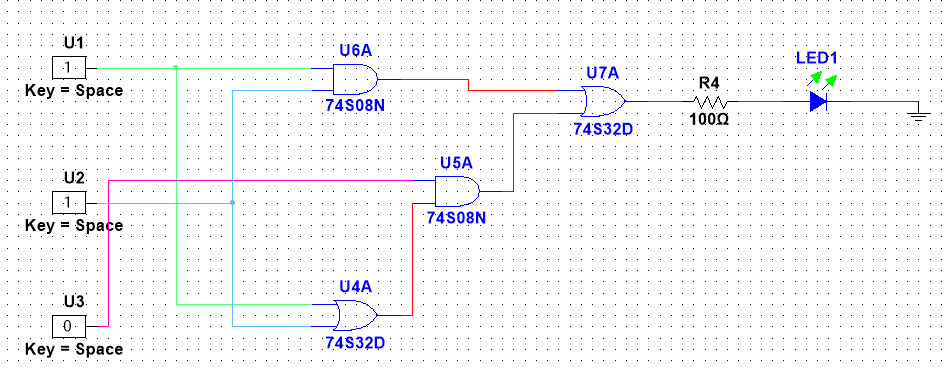 U1
1
Key = Space
U6A
74S08N
U7A
74S32D
R4
100Ω
LED1
U2
1
Key = Space
U5A
74S08N
U3
0
Key = Space
U4A
74S32D